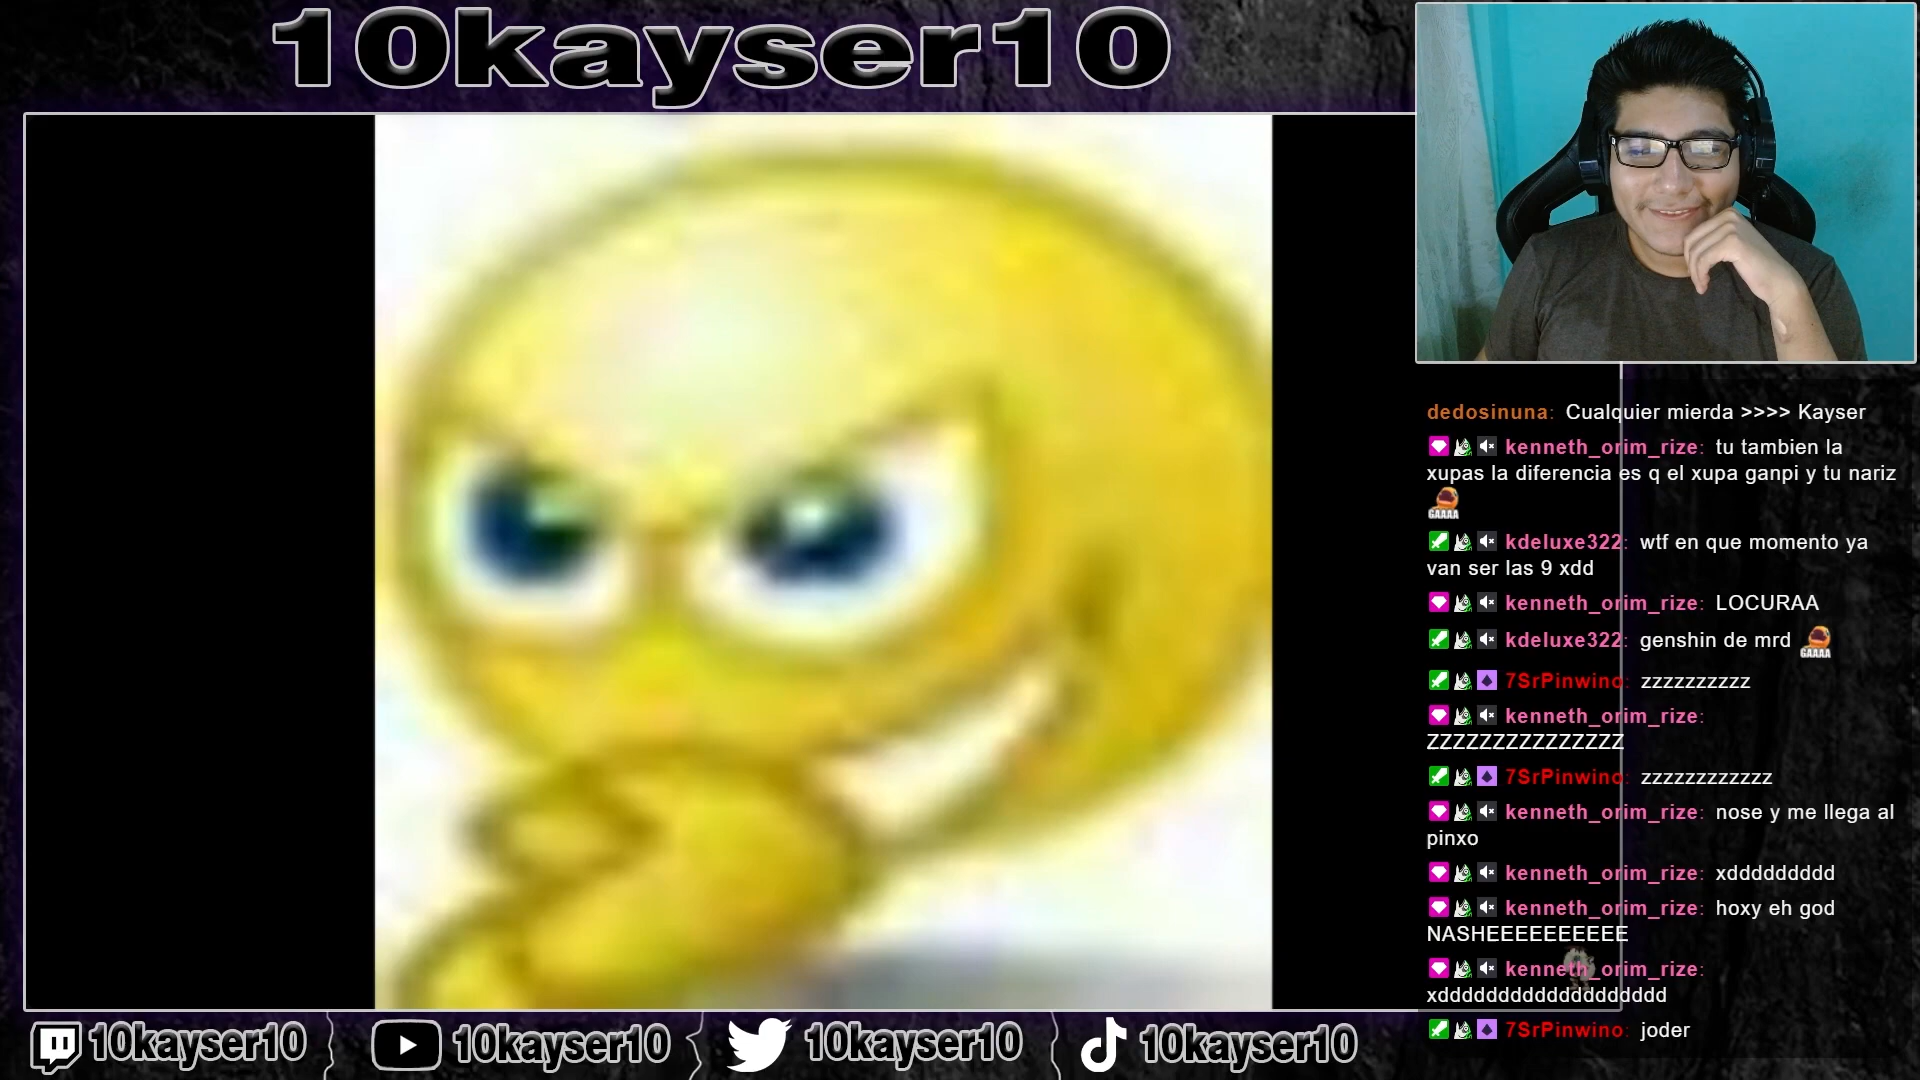 10kayser10
dedosinuna: Cualquier mierda >>>> Kayser
kenneth_orim_rize: tu tambien la
xupas la diferencia es q el xupa ganpi y tu nariz
GAAAA
kdeluxe322: wtf en que momento ya
van ser las 9 xdd
kenneth_orim_rize: LOCURAA
kdeluxe322: genshin de mrd GAAAA
7SrPinwino: zzzzzzzzzz
kenneth_orim_rize:
ZZZZZZZZZZZZZZZ
7SrPinwino: zzzzzzzzzzzz
kenneth_orim_rize: nose y me llega al
pinxo
kenneth_orim_rize: xddddddddd
kenneth_orim_rize: hoxy eh god
NASHEEEEEEEEEE
kenneth_orim_rize:
xddddddddddddddddddd
7SrPinwino: joder
10kayser10 10kayser10 10kayser10 10kayser10